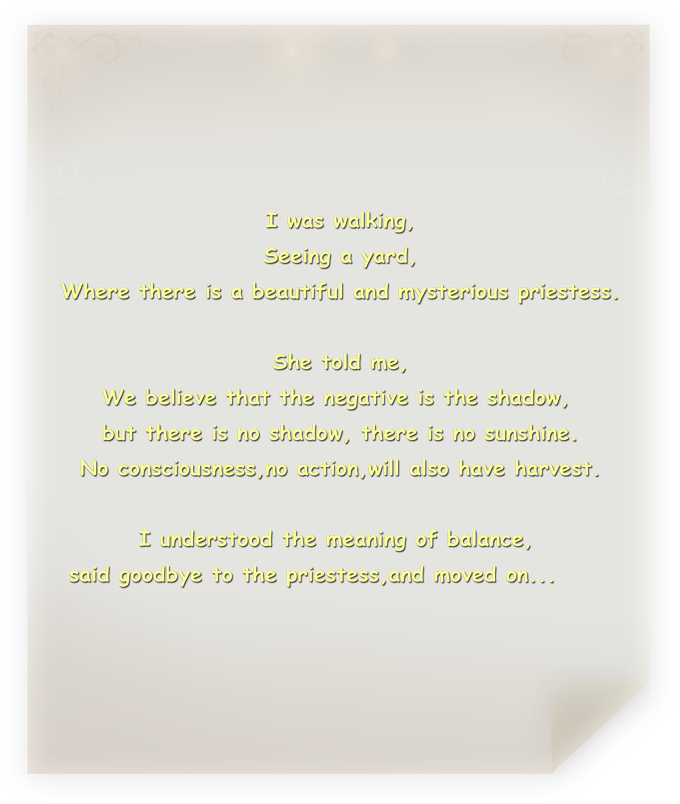 I was walking,
Seeing a yard,
Where there is a beautiful and mysterious priestess.
She told me,
We believe that the negative is the shadow,
but there is no shadow, there is no sunshine.
No consciousness,no action,will also have harvest.
I understood the meaning of balance,
said goodbye to the priestess,and moved on...